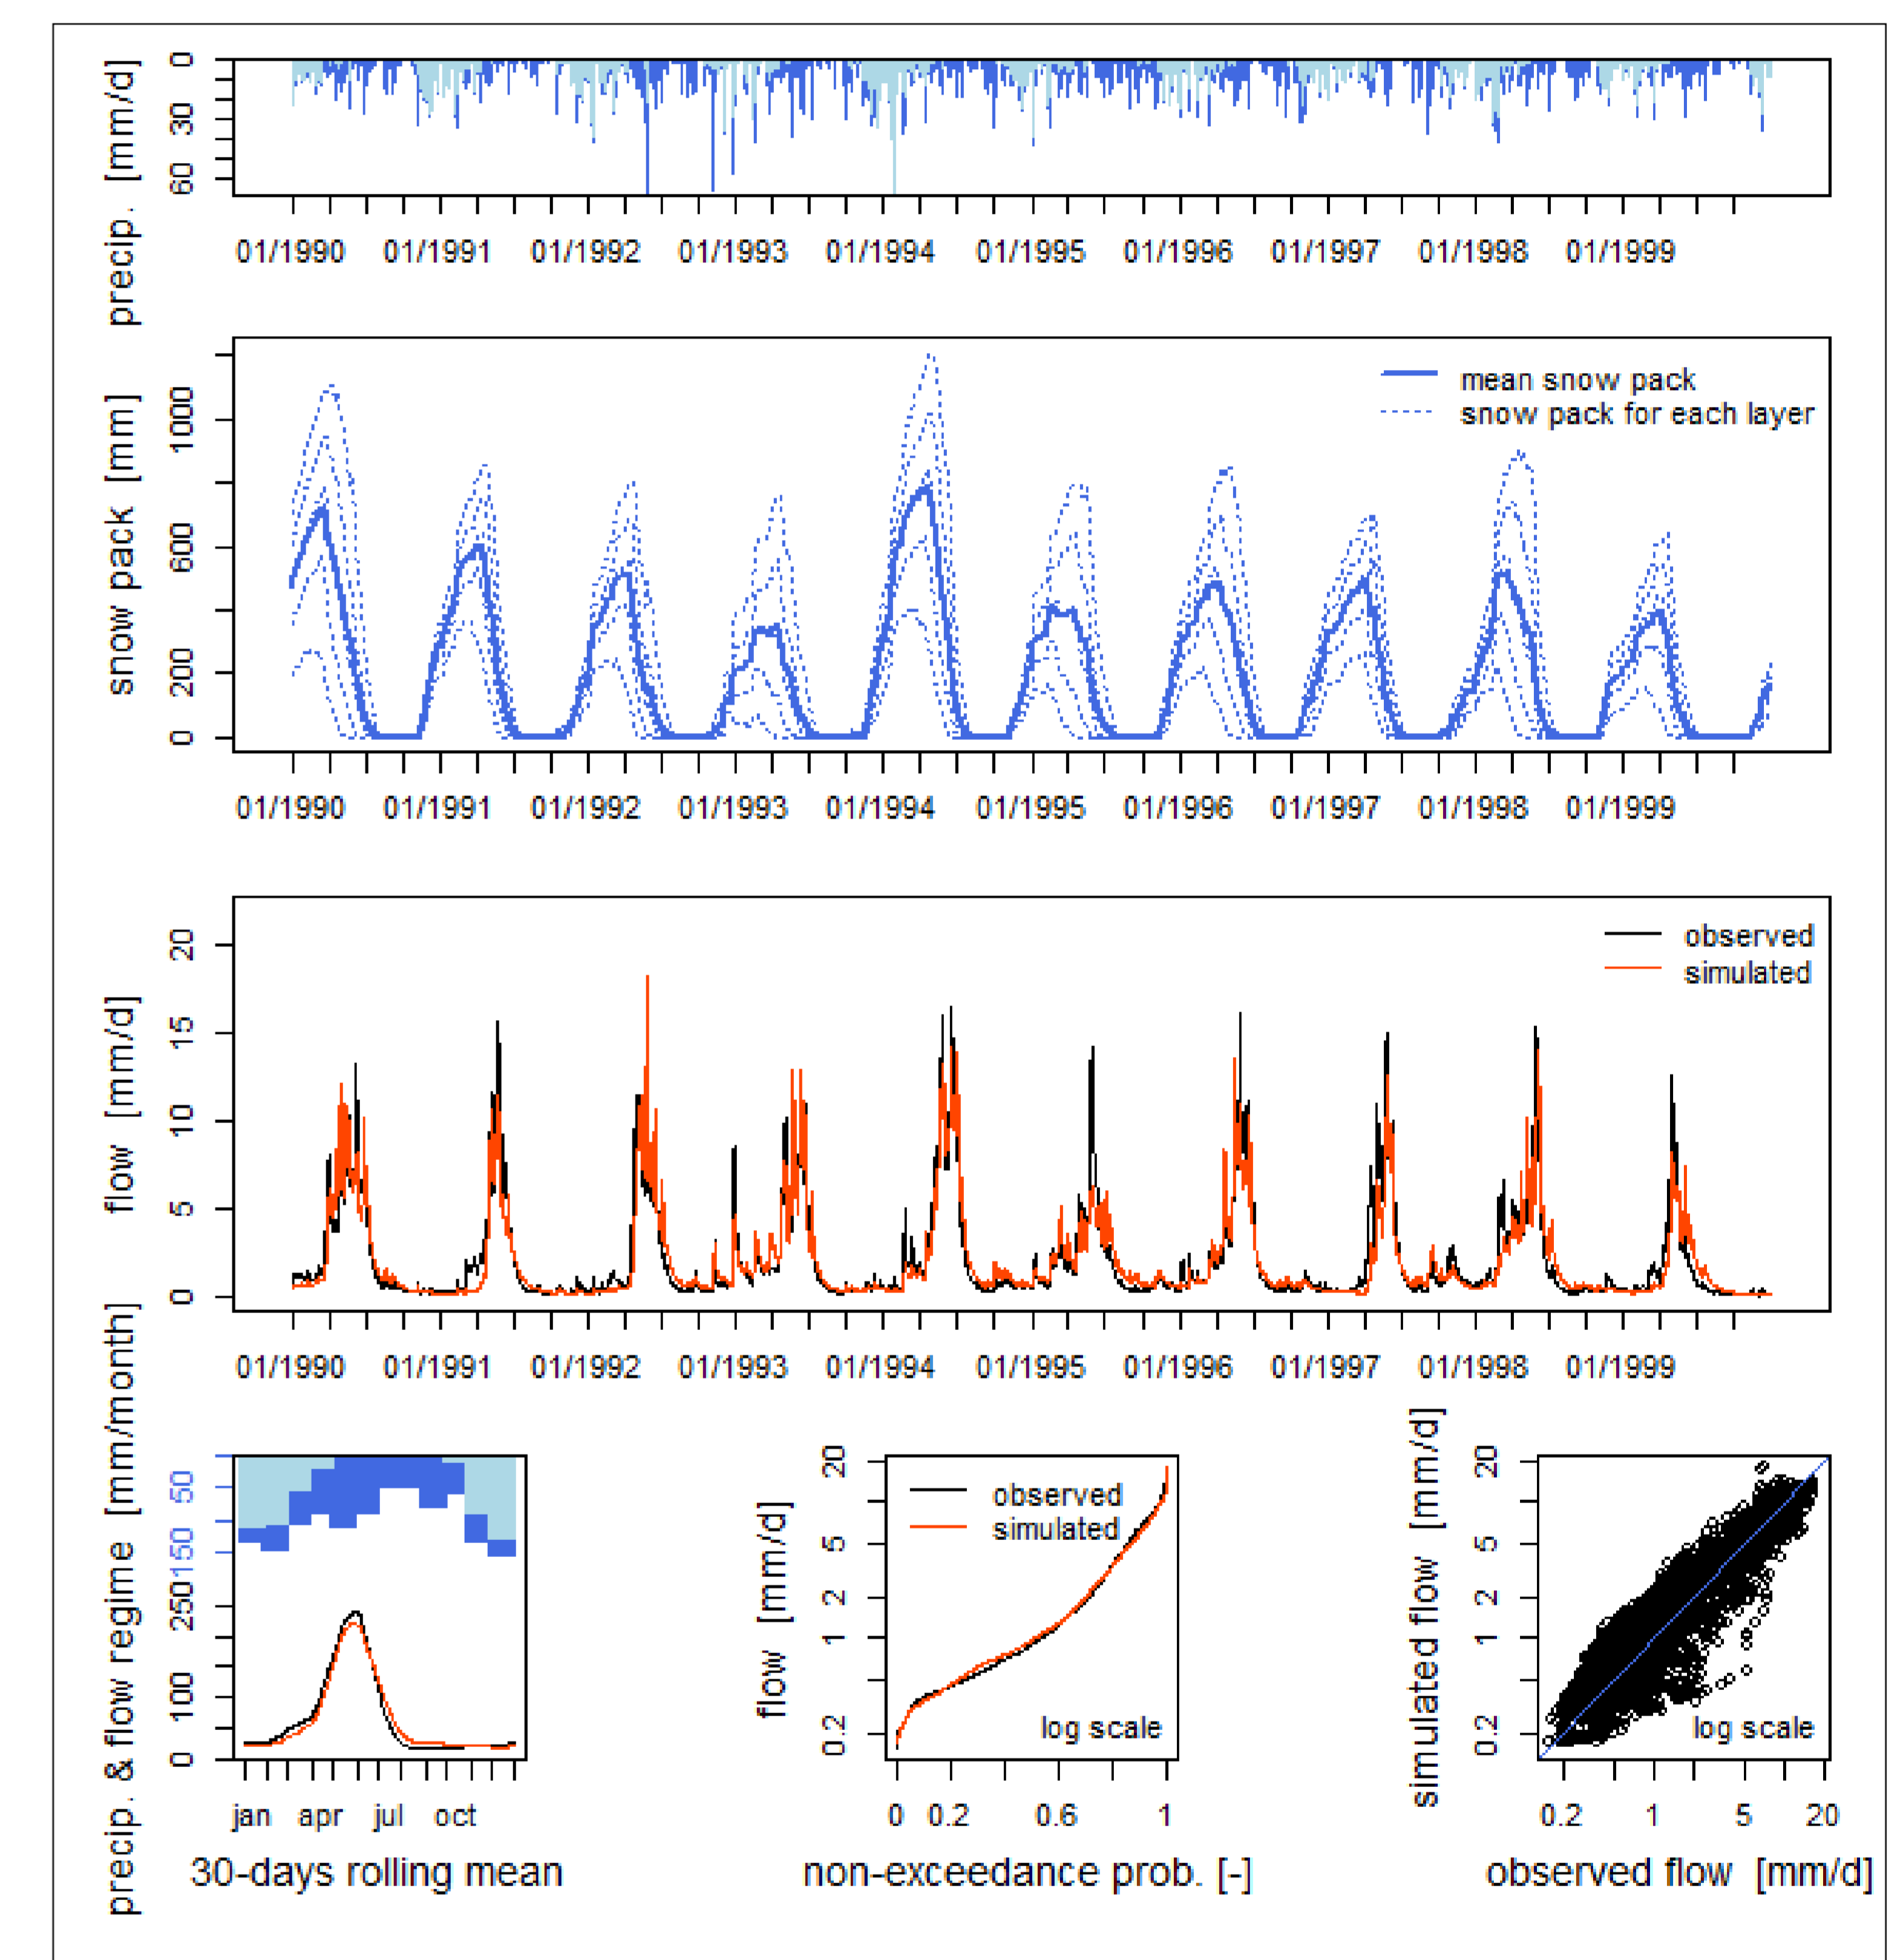 precip. [mm/d]
0
30
60
01/1990 01/1991 01/1992 01/1993 01/1994 01/1995 01/1996 01/1997 01/1998 01/1999
snow pack [mm]
1000
600
200
0
mean snow pack
snow pack for each layer
01/1990 01/1991 01/1992 01/1993 01/1994 01/1995 01/1996 01/1997 01/1998 01/1999
flow [mm/d]
20
15
10
5
0
observed
simulated
01/1990 01/1991 01/1992 01/1993 01/1994 01/1995 01/1996 01/1997 01/1998 01/1999
precip. & flow regime [mm/month]
50
150
250
100
0
jan apr jul oct
30-days rolling mean
flow [mm/d]
20
5
2
1
0.2
observed
simulated
log scale
0 0.2 0.6 1
non-exceedance prob. [-]
simulated flow [mm/d]
20
5
2
1
0.2
log scale
0.2 1 5 20
observed flow [mm/d]